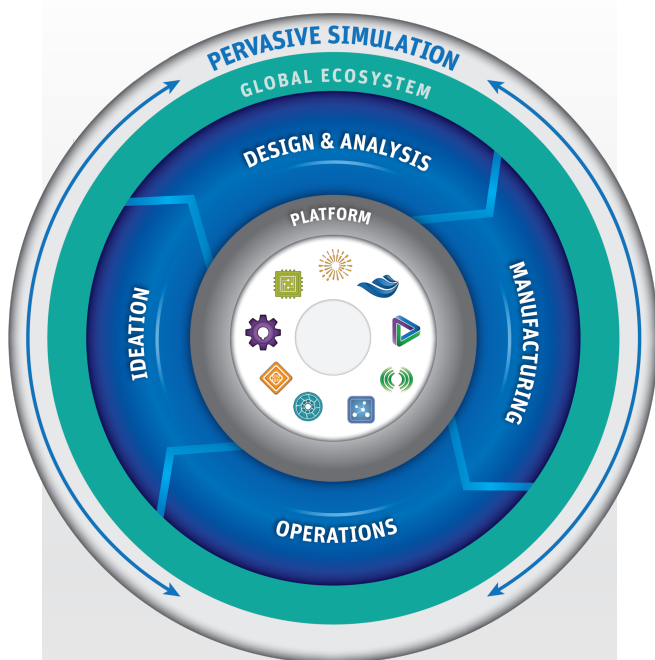 PERVASIVE SIMULATION
GLOBAL ECOSYSTEM
DESIGN & ANALYSIS
PLATFORM
IDEATION
MANUFACTURING
OPERATIONS